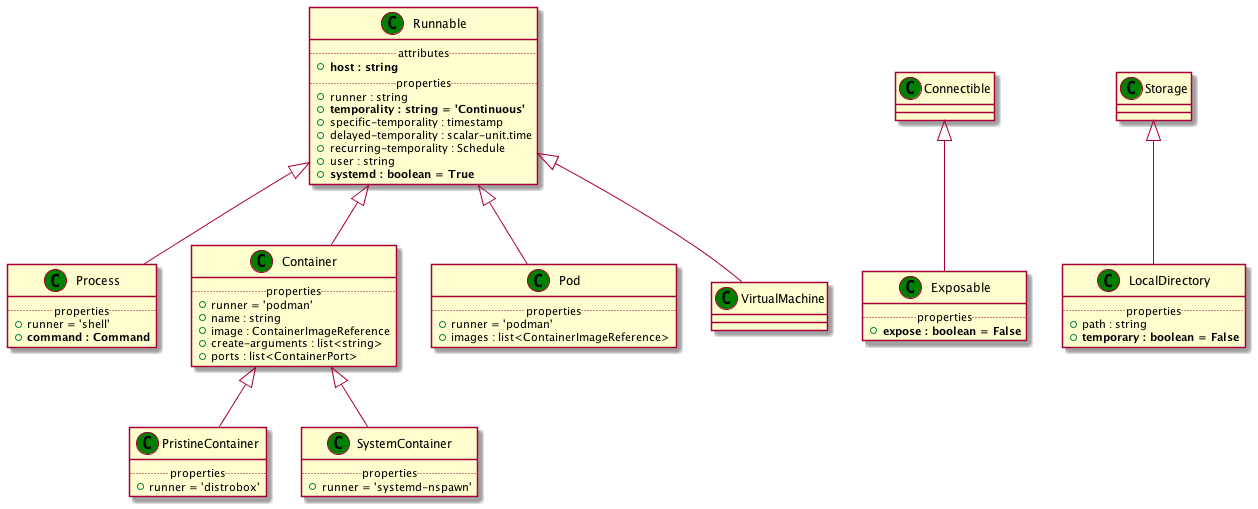 C Runnable
attributes
host : string
properties
runner : string
temporality : string = 'Continuous'
specific-temporality : timestamp
delayed-temporality : scalar-unit.time
recurring-temporality : Schedule
user : string
systemd : boolean = True
C Connectible
C Storage
C Process
properties
runner = 'shell'
command : Command
C Container
properties
runner = 'podman'
name : string
image : ContainerImageReference
create-arguments : list<string>
ports : list<ContainerPort>
C Pod
properties
runner = 'podman'
images : list<ContainerImageReference>
C VirtualMachine
C Exposable
properties
expose : boolean = False
C LocalDirectory
properties
path : string
temporary : boolean = False
C PristineContainer
properties
runner = 'distrobox'
C SystemContainer
properties
runner = 'systemd-nspawn'